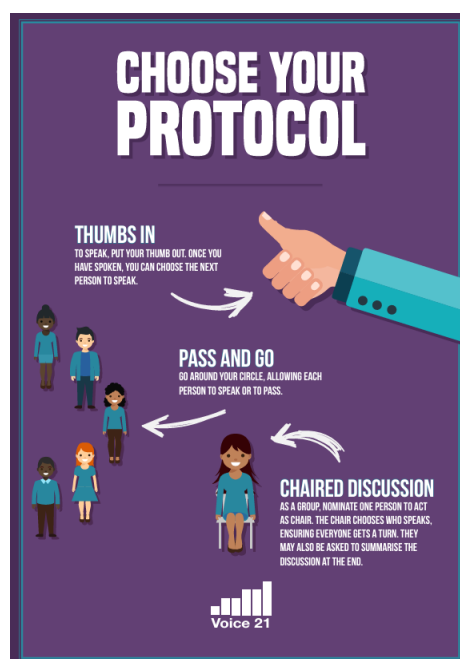 CHOOSE YOUR
PROTOCOL
THUMBS IN
TO SPEAK, PUT YOUR THUMB OUT. ONCE YOU
HAVE SPOKEN, YOU CAN CHOOSE THE NEXT
PERSON TO SPEAK.
PASS AND GO
GO AROUND YOUR CIRCLE, ALLOWING EACH
PERSON TO SPEAK OR TO PASS.
CHAIRED DISCUSSION
AS A GROUP, NOMINATE ONE PERSON TO ACT
AS CHAIR. THE CHAIR CHOOSES WHO SPEAKS,
ENSURING EVERYONE GETS A TURN. THEY
MAY ALSO BE ASKED TO SUMMARISE THE
DISCUSSION AT THE END.
Voice 21